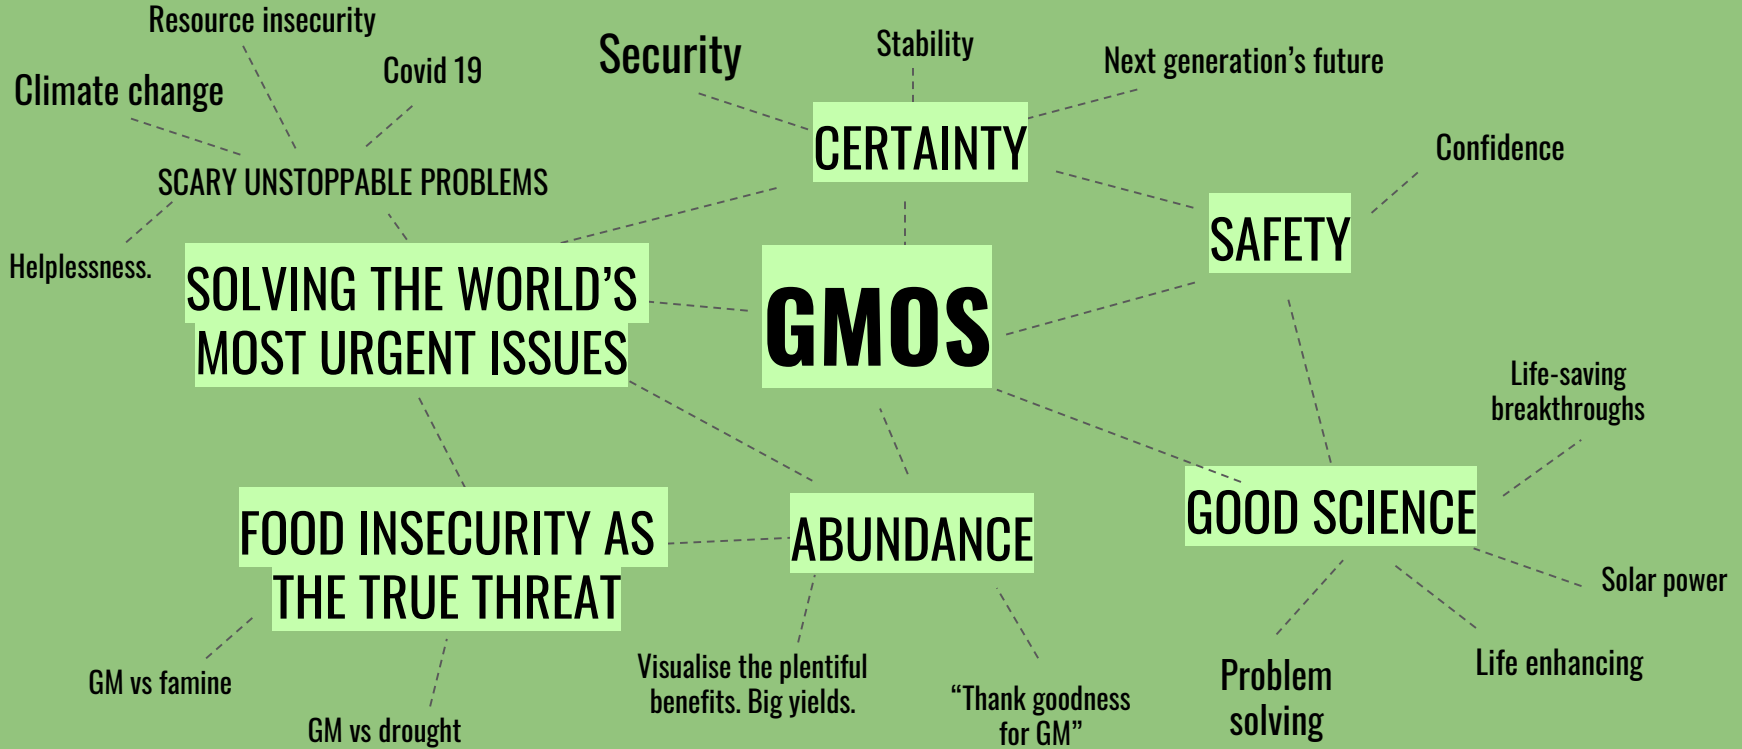 Resource insecurity
Climate change
Covid 19
SCARY UNSTOPPABLE PROBLEMS
Helplessness.
Security
Stability
Next generation’s future
CERTAINTY
Confidence
SAFETY
SOLVING THE WORLD’S
MOST URGENT ISSUES
GMOS
Life-saving
breakthroughs
FOOD INSECURITY AS
THE TRUE THREAT
ABUNDANCE
GOOD SCIENCE
Solar power
GM vs famine
GM vs drought
Visualise the plentiful
benefits. Big yields.
“Thank goodness
for GM”
Problem
solving
Life enhancing